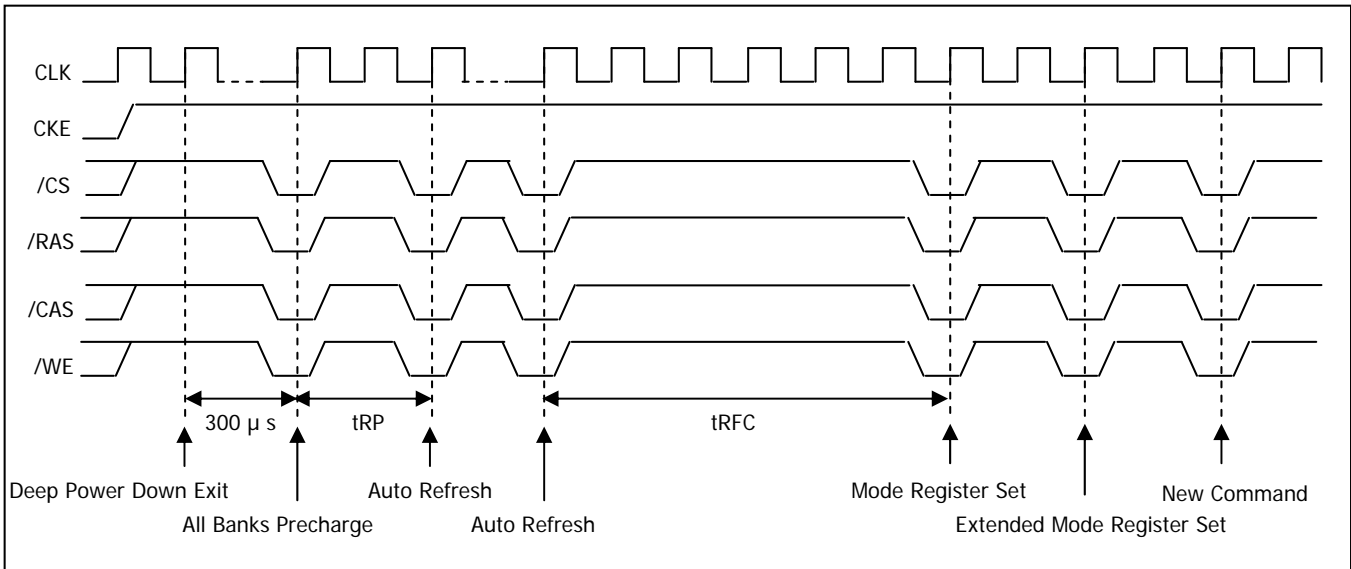 CLK
CKE
/CS
/RAS
/CAS
/WE
300 μ s
tRP
tRFC
Deep Power Down Exit
Auto Refresh
Mode Register Set
New Command
All Banks Precharge
Auto Refresh
Extended Mode Register Set